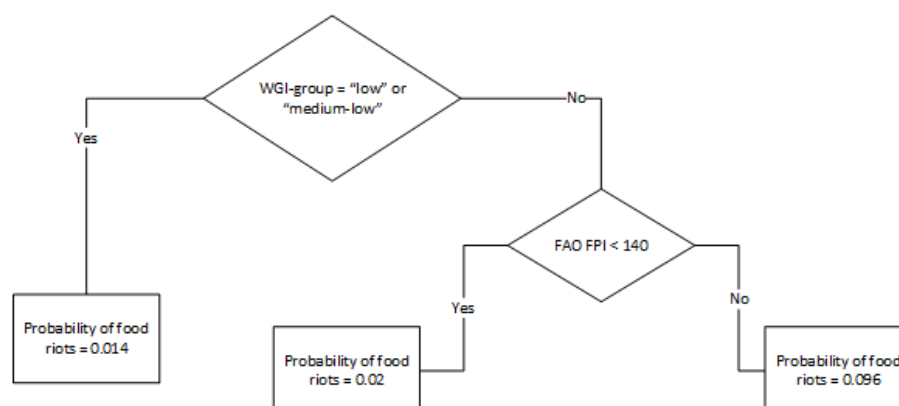 WGI-group = “low” or
“medium-low”
No
Yes
FAO FPI < 140
Yes
No
Probability of food
riots = 0.014
Probability of food
riots = 0.02
Probability of food
riots = 0.096